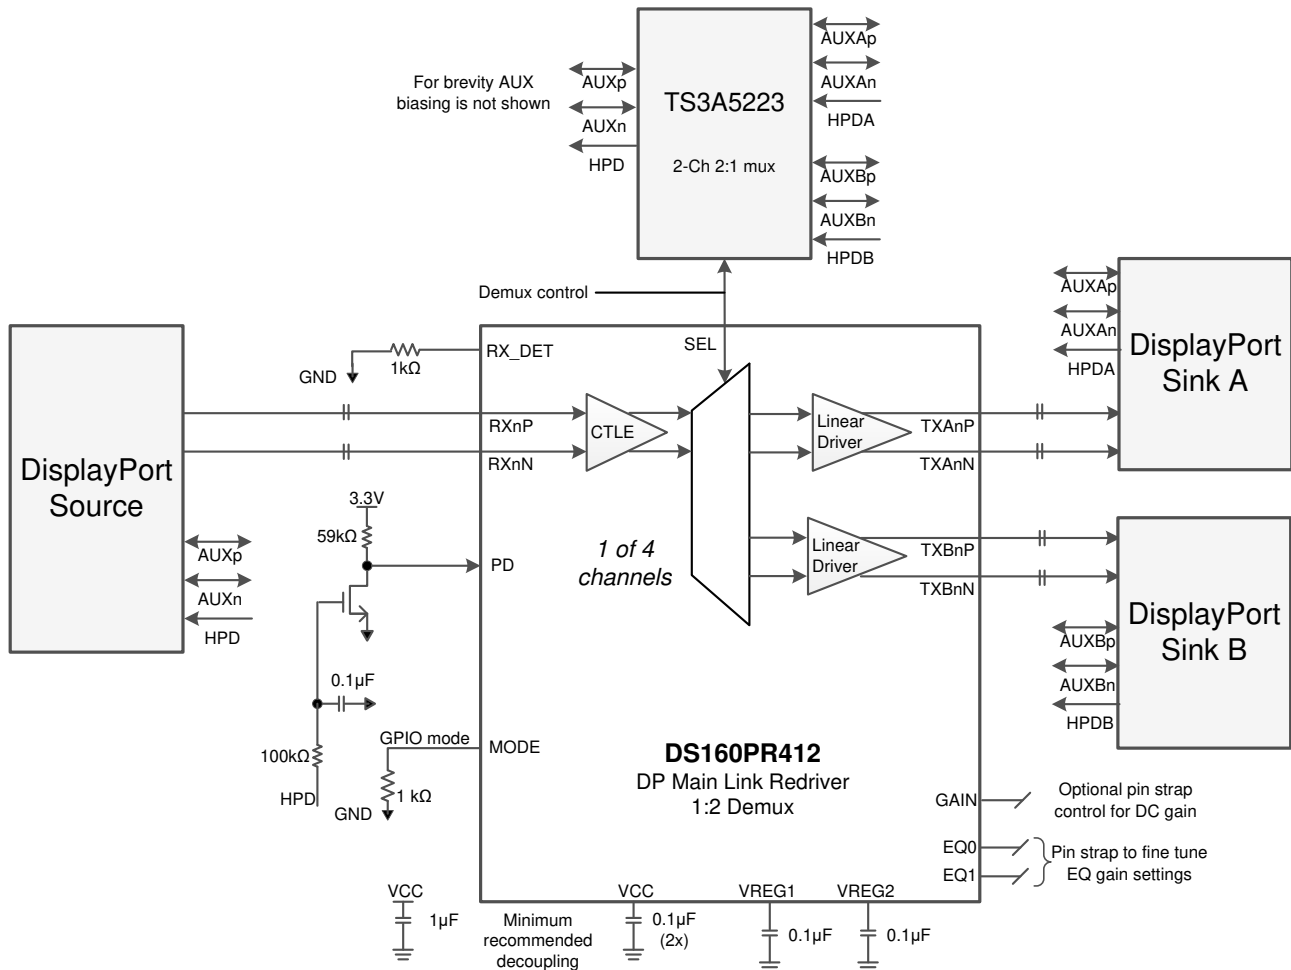 AUXAp
AUXAn
HPDA
AUXBp
AUXBn
HPDB
For brevity AUX
biasing is not shown
AUXp
AUXn
HPD
TS3A5223
2-Ch 2:1 mux
Demux control
SEL
RX_DET
1kΩ
GND
RXnP
RXnN
CTLE
Linear
Driver
TXAnP
TXAnN
AUXAp
AUXAn
HPDA
DisplayPort
Sink A
DisplayPort
Source
AUXp
AUXn
HPD
3.3V
59kΩ
PD
1 of 4
channels
Linear
Driver
TXBnP
TXBnN
DisplayPort
Sink B
AUXBp
AUXBn
HPDB
0.1µF
100kΩ
HPD
GPIO mode
MODE
1 kΩ
GND
DS160PR412
DP Main Link Redriver
1:2 Demux
GAIN
Optional pin strap
control for DC gain
EQ0
EQ1
Pin strap to fine tune
EQ gain settings
VCC
1µF
Minimum
recommended
decoupling
VCC
0.1µF
(2x)
VREG1
0.1µF
VREG2
0.1µF